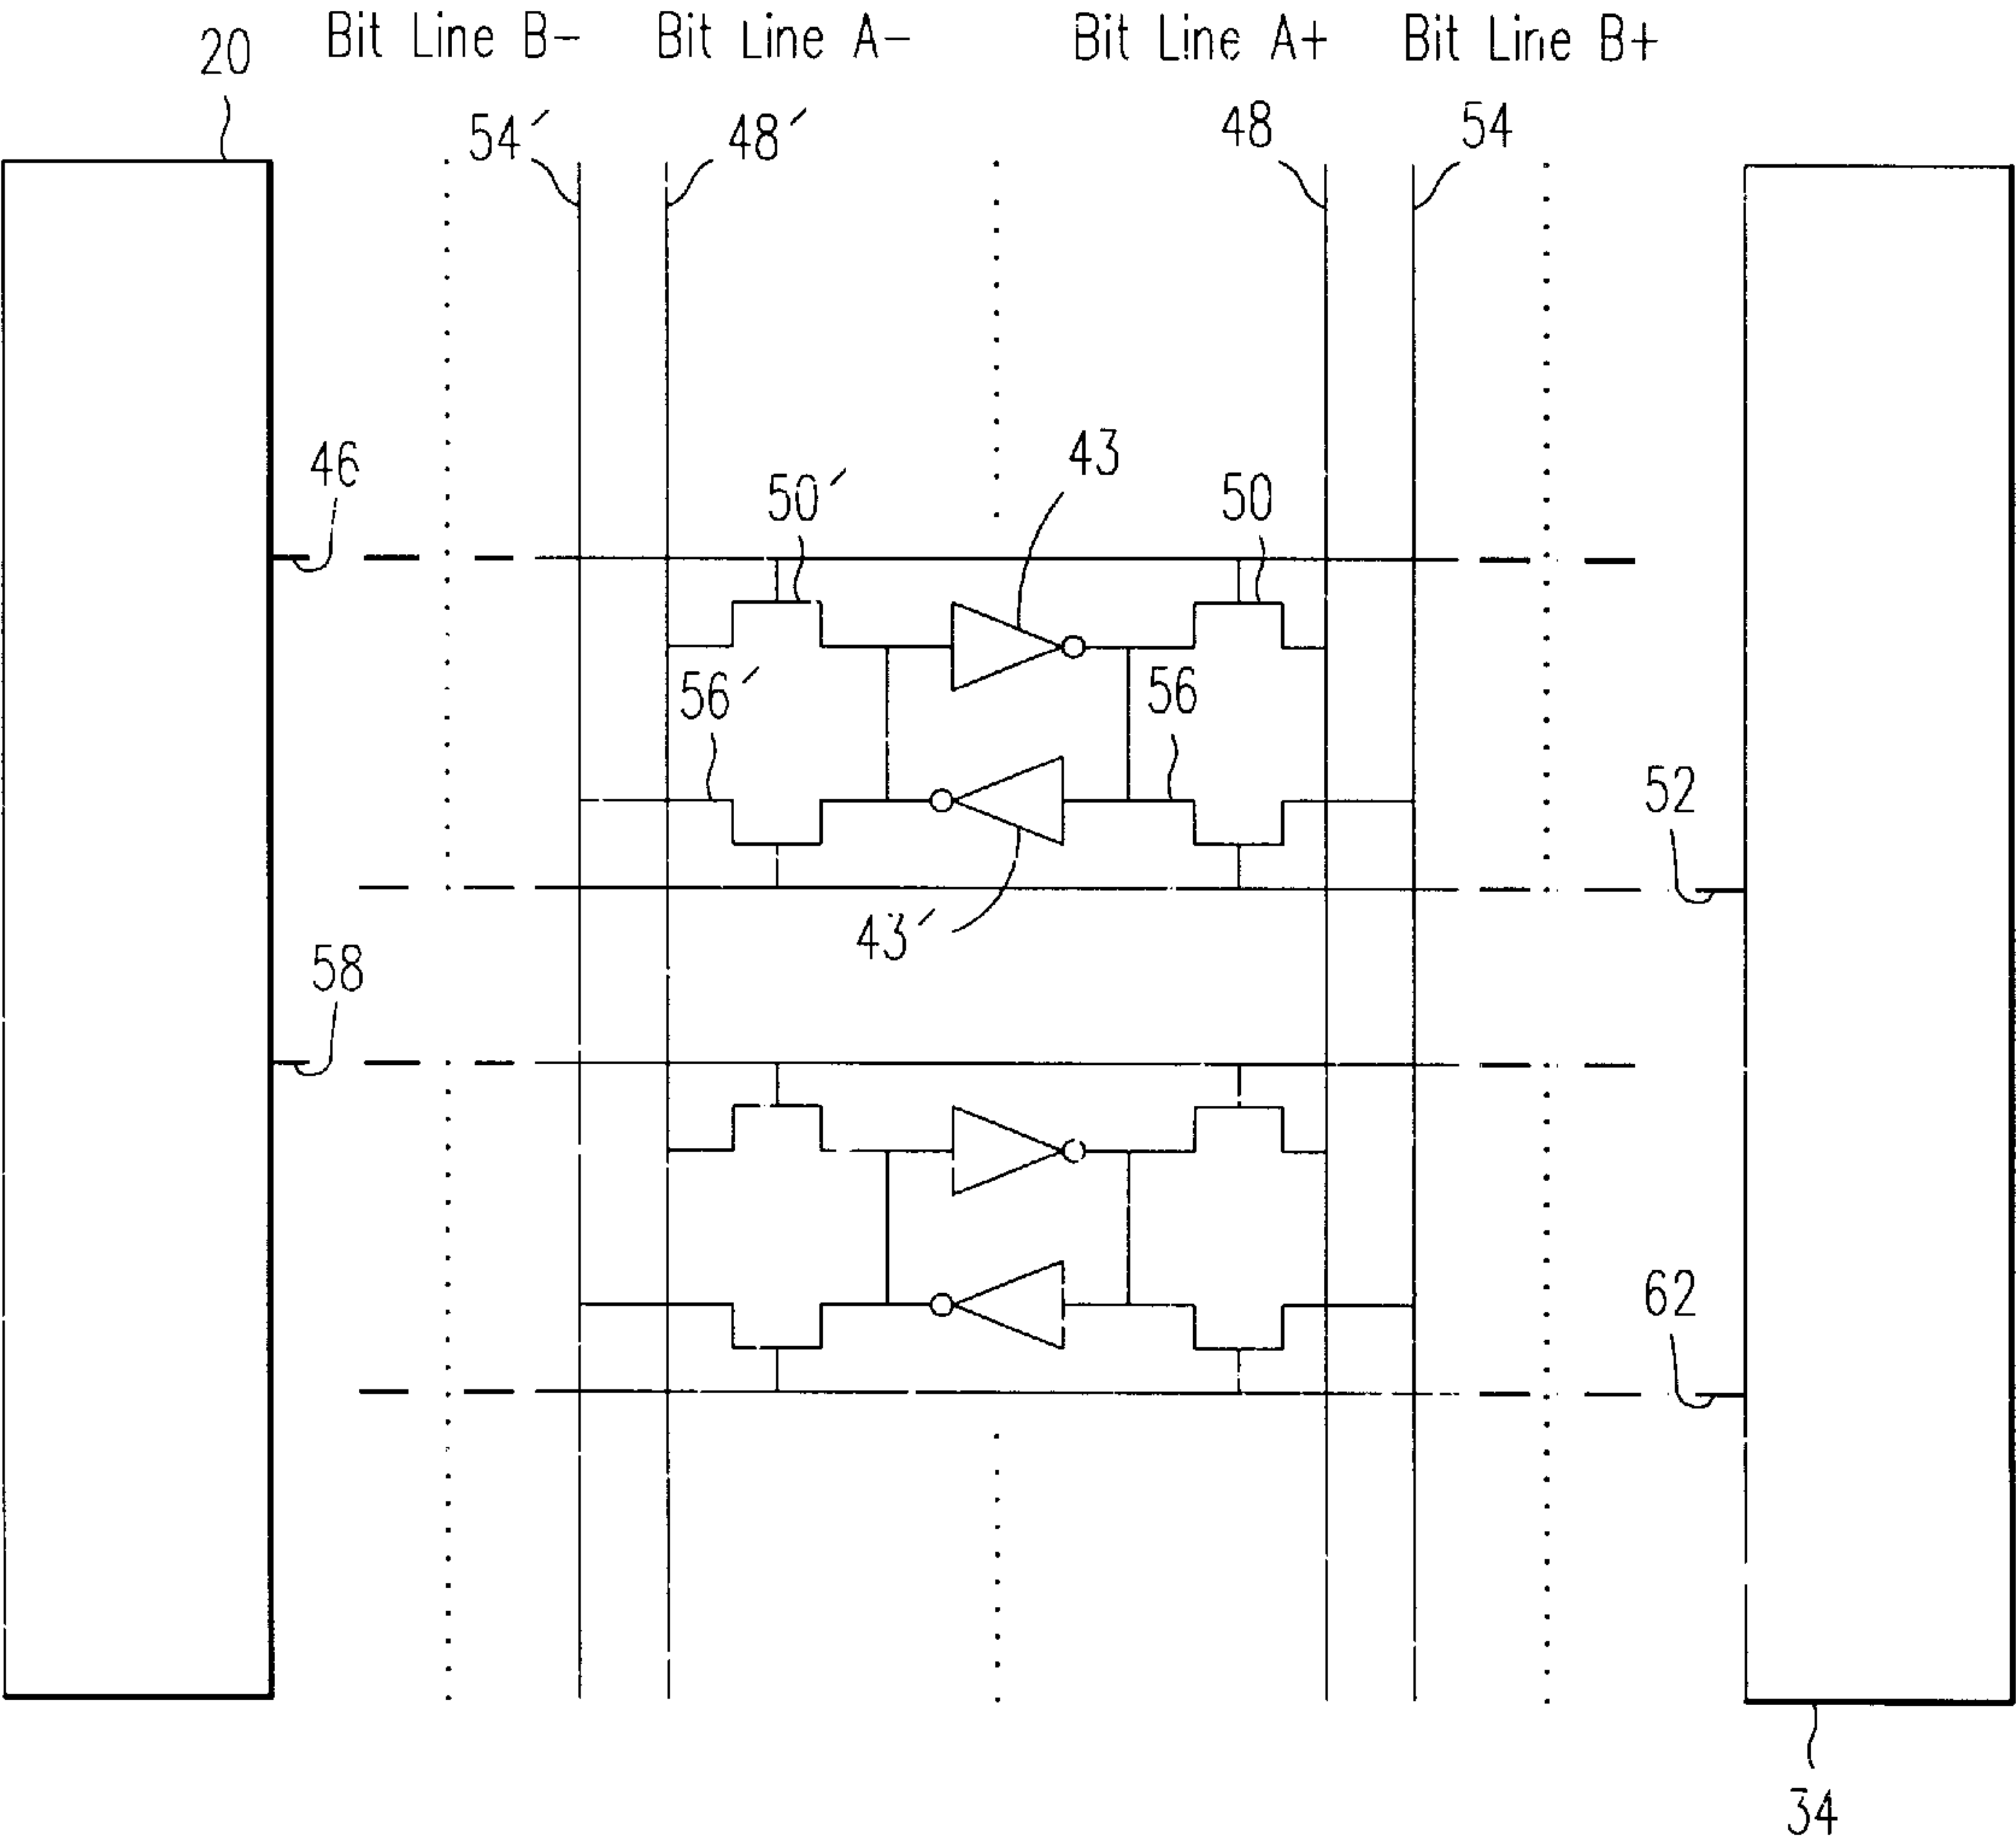 Bit Line B- Bit Line A- Bit Line A+ Bit Line B+
20
54′ 48′ 48 54
46
50′ 43 50
56′ 56
52
43′
58
62
34